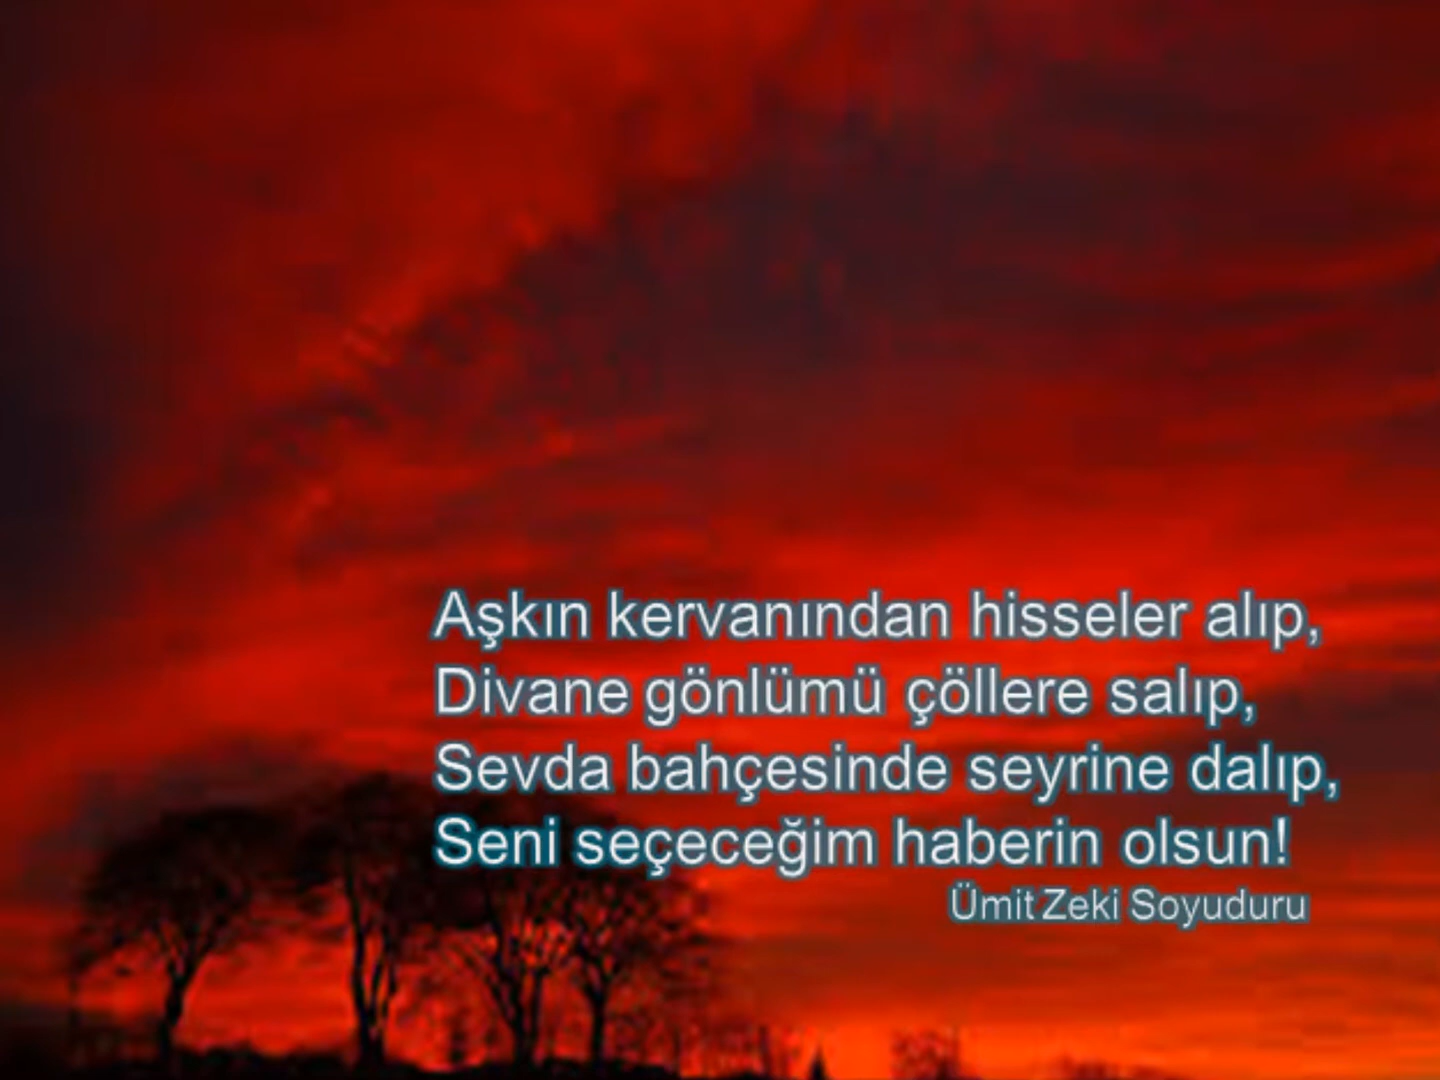 Aşkın kervanından hisseler alıp,
Divane gönlümü çöllere salıp,
Sevda bahçesinde seyrine dalıp,
Seni seçeceğim haberin olsun!
Ümit Zeki Soyuduru